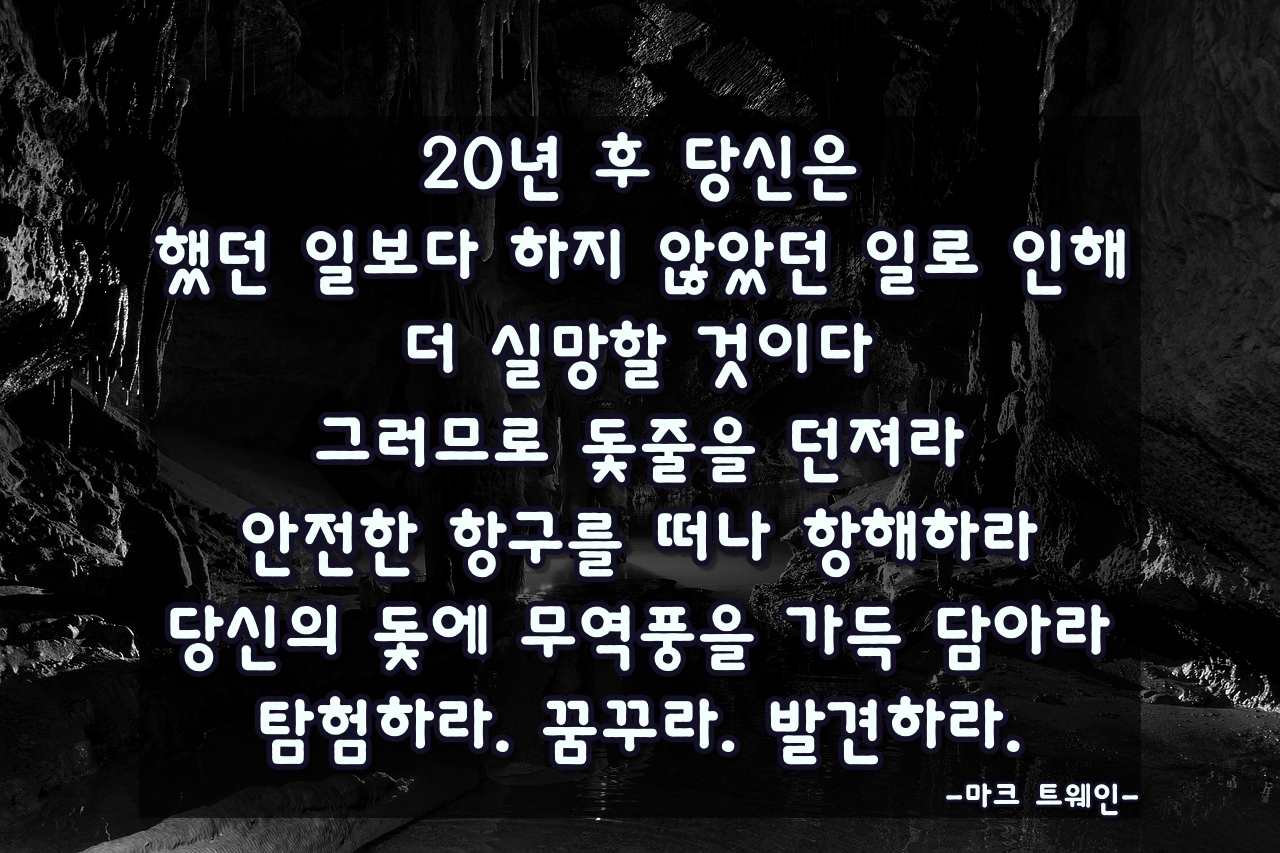 20년 후 당신은
했던 일보다 하지 않았던 일로 인해
더 실망할 것이다
그러므로 돛줄을 던져라
안전한 항구를 떠나 항해하라
당신의 돛에 무역풍을 가득 담아라
탐험하라. 꿈꾸라. 발견하라.
-마크 트웨인-